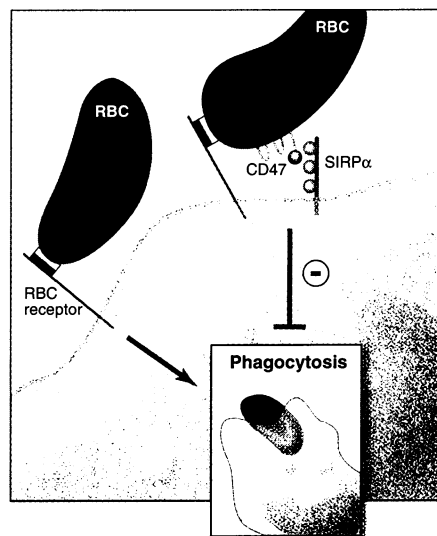 RBC
RBC
CD47
SIRPα
RBC
receptor
-
Phagocytosis